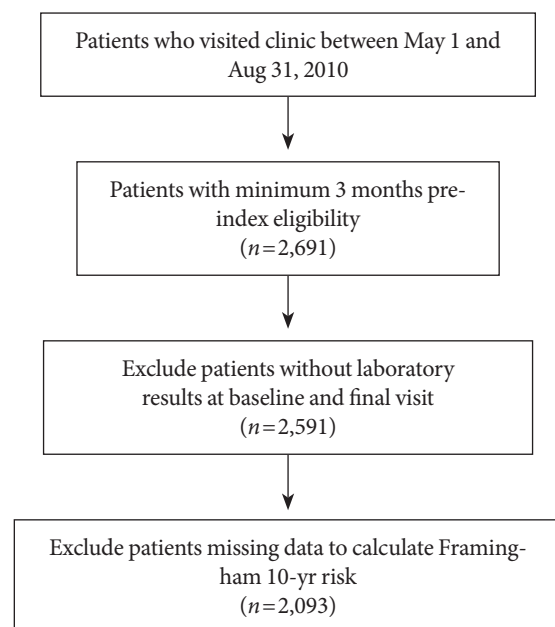 Patients who visited clinic between May 1 and
Aug 31, 2010
Patients with minimum 3 months pre-
index eligibility
(n=2,691)
Exclude patients without laboratory
results at baseline and final visit
(n=2,591)
Exclude patients missing data to calculate Framing-
ham 10-yr risk
(n=2,093)